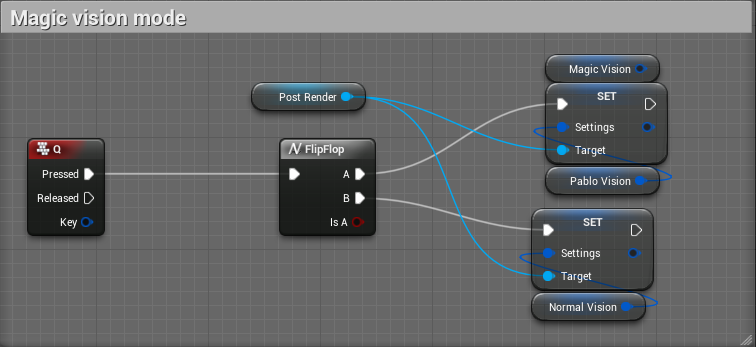 Magic vision mode
Magic Vision
Post Render
SET
Settings
Target
Pablo Vision
Q
Pressed
Released
Key
FlipFlop
A
B
Is A
SET
Settings
Target
Normal Vision